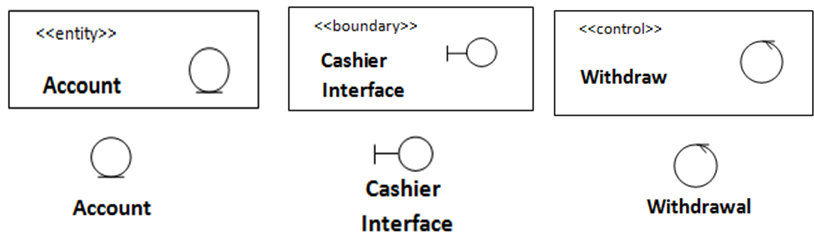 <<entity>>
Account
<<boundary>>
Cashier
Interface
<<control>>
Withdraw
Account
Cashier
Interface
Withdrawal